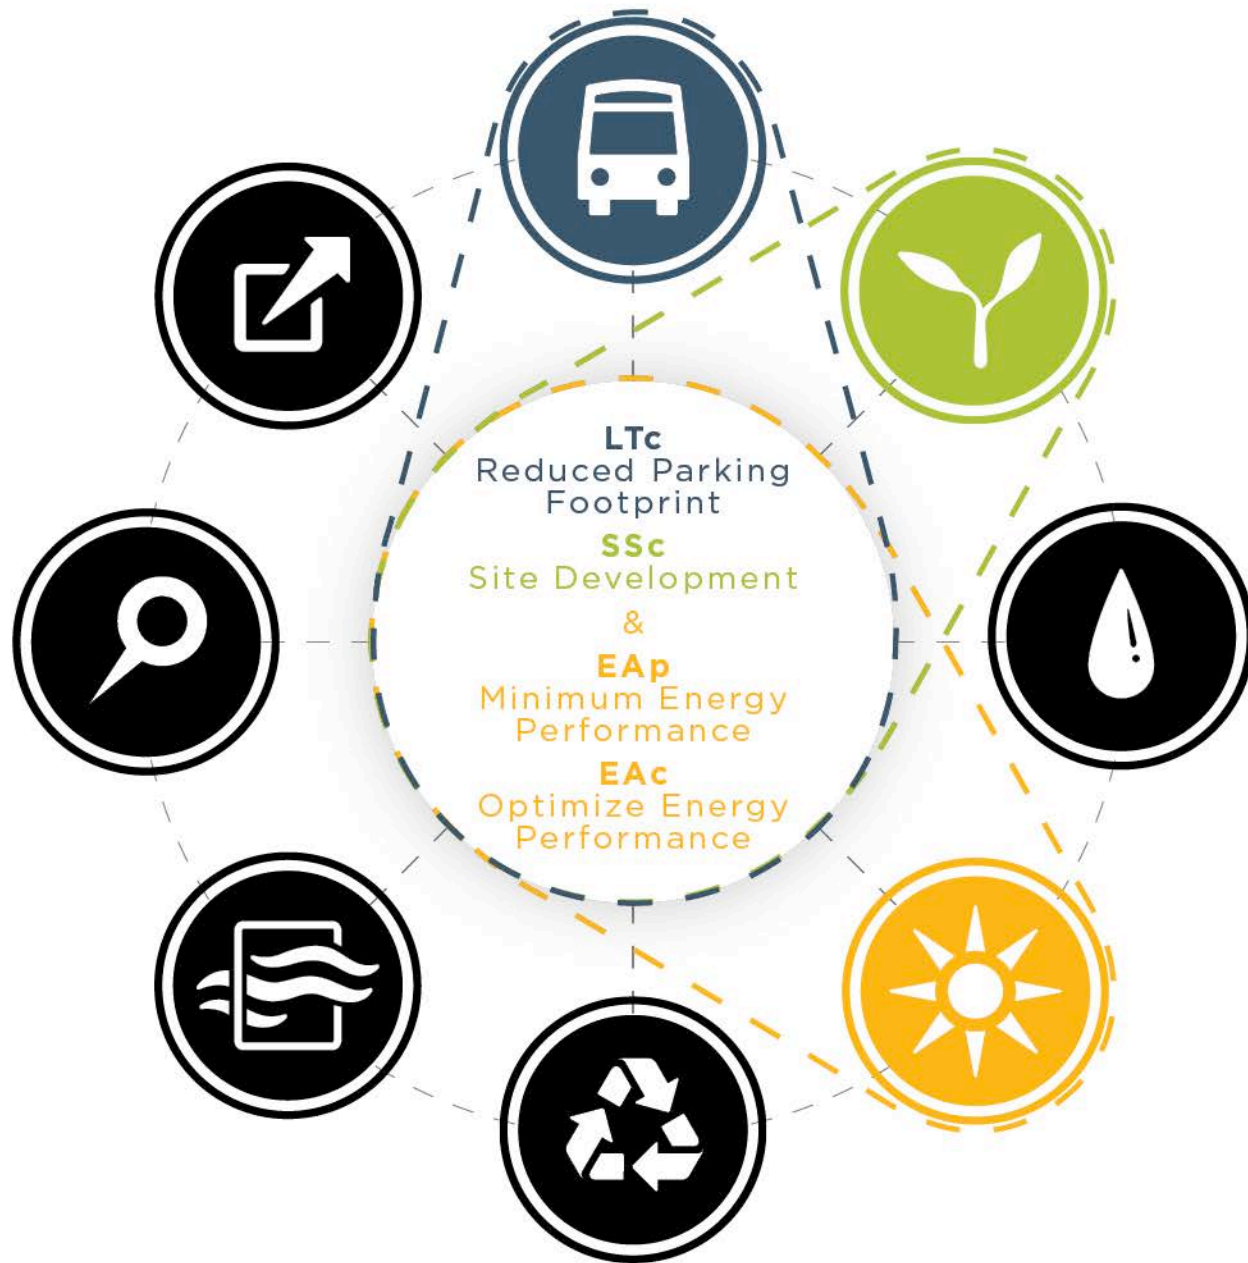 LTc
Reduced Parking
Footprint
SSc
Site Development
&
EAp
Minimum Energy
Performance
EAc
Optimize Energy
Performance